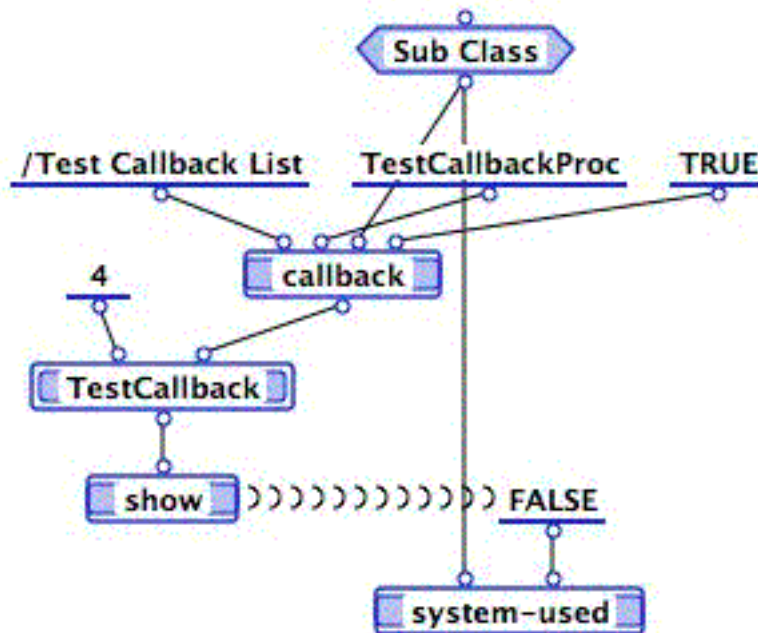 Sub Class
/Test Callback List
TestCallbackProc
TRUE
callback
4
TestCallback
show
FALSE
system-used